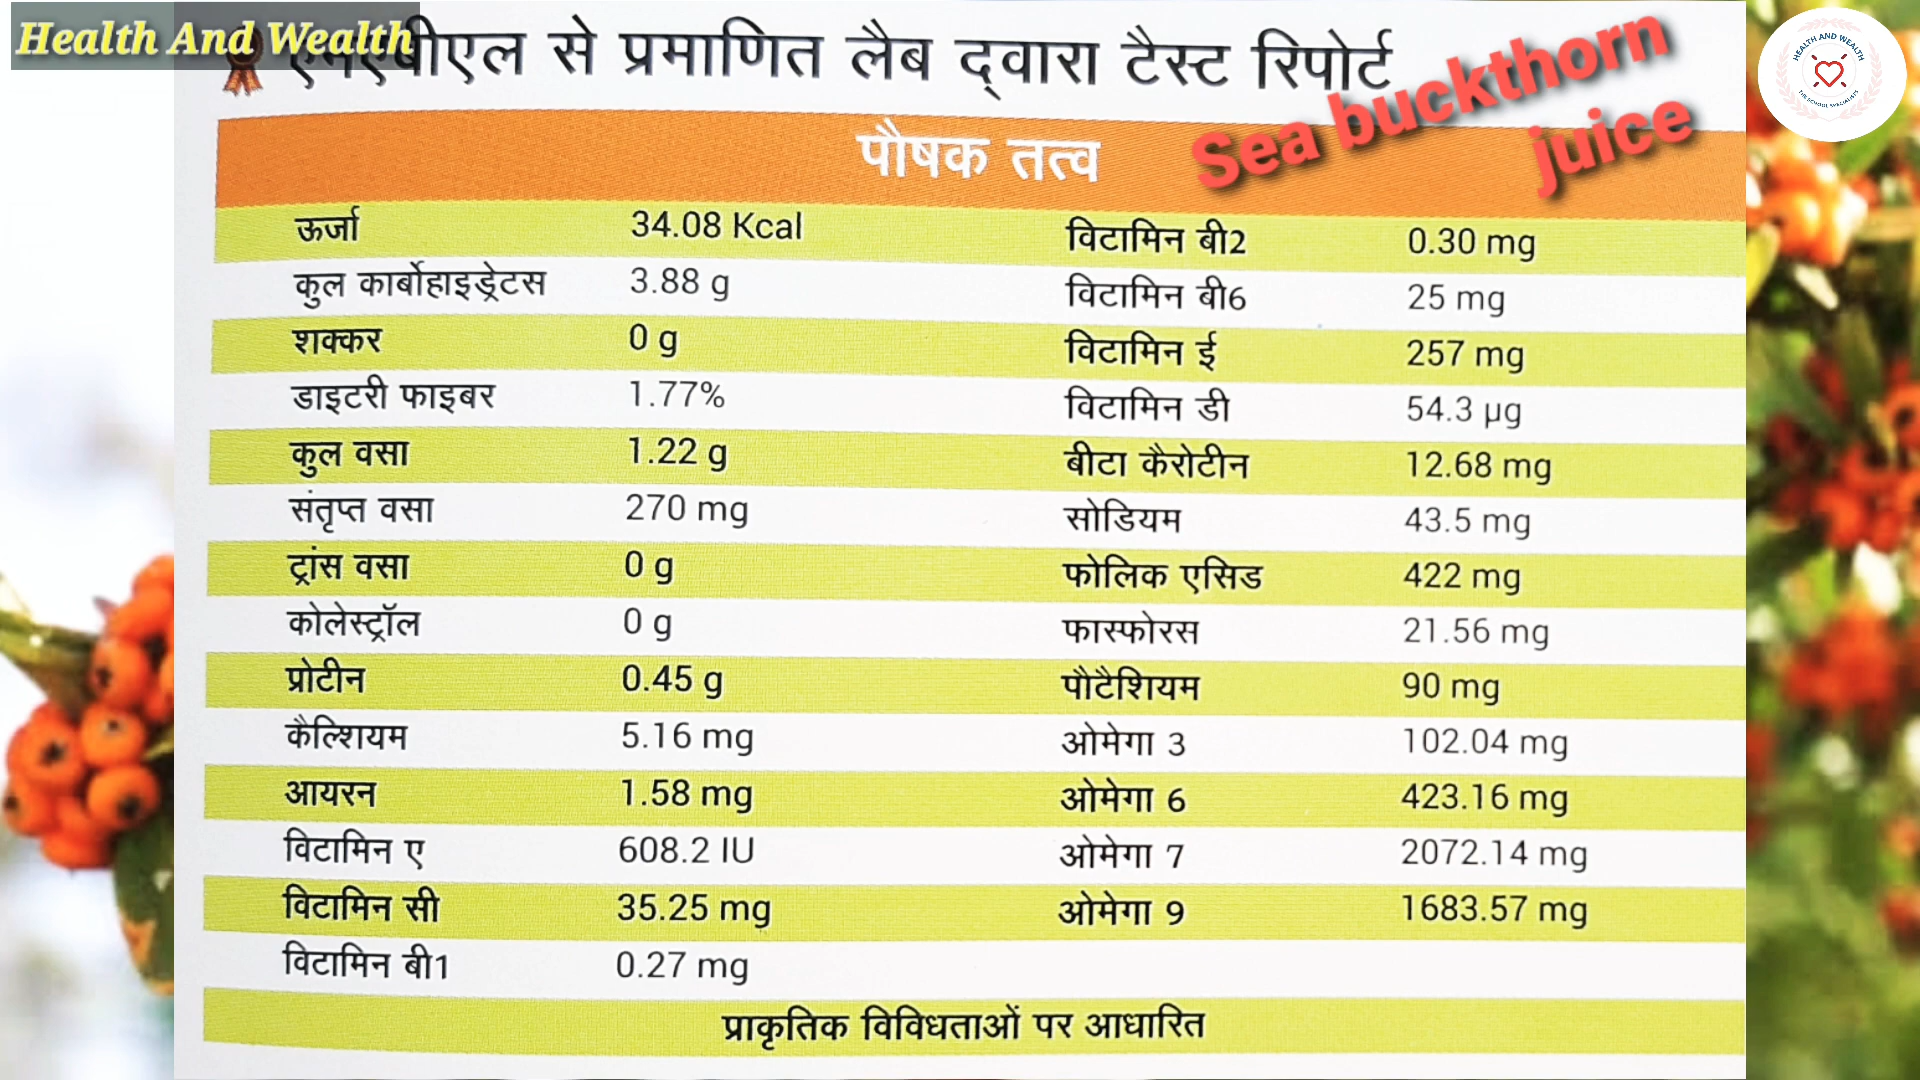 Health And Wealth
से प्रमाणित लैब द्वारा टैस्ट रिपोर्ट
Sea buckthorn
juice
HEALTH AND WEALTH
पौषक तत्व
ऊर्जा 34.08 Kcal विटामिन बी2 0.30 mg
कुल कार्बोहाइड्रेटस 3.88 g विटामिन बी6 25 mg
शक्कर 0 g विटामिन ई 257 mg
डाइटरी फाइबर 1.77% विटामिन डी 54.3 µg
कुल वसा 1.22 g बीटा कैरोटीन 12.68 mg
संतृप्त वसा 270 mg सोडियम 43.5 mg
ट्रांस वसा 0 g फोलिक एसिड 422 mg
कोलेस्ट्रॉल 0 g फास्फोरस 21.56 mg
प्रोटीन 0.45 g पौटैशियम 90 mg
कैल्शियम 5.16 mg ओमेगा 3 102.04 mg
आयरन 1.58 mg ओमेगा 6 423.16 mg
विटामिन ए 608.2 IU ओमेगा 7 2072.14 mg
विटामिन सी 35.25 mg ओमेगा 9 1683.57 mg
विटामिन बी1 0.27 mg
प्राकृतिक विविधताओं पर आधारित